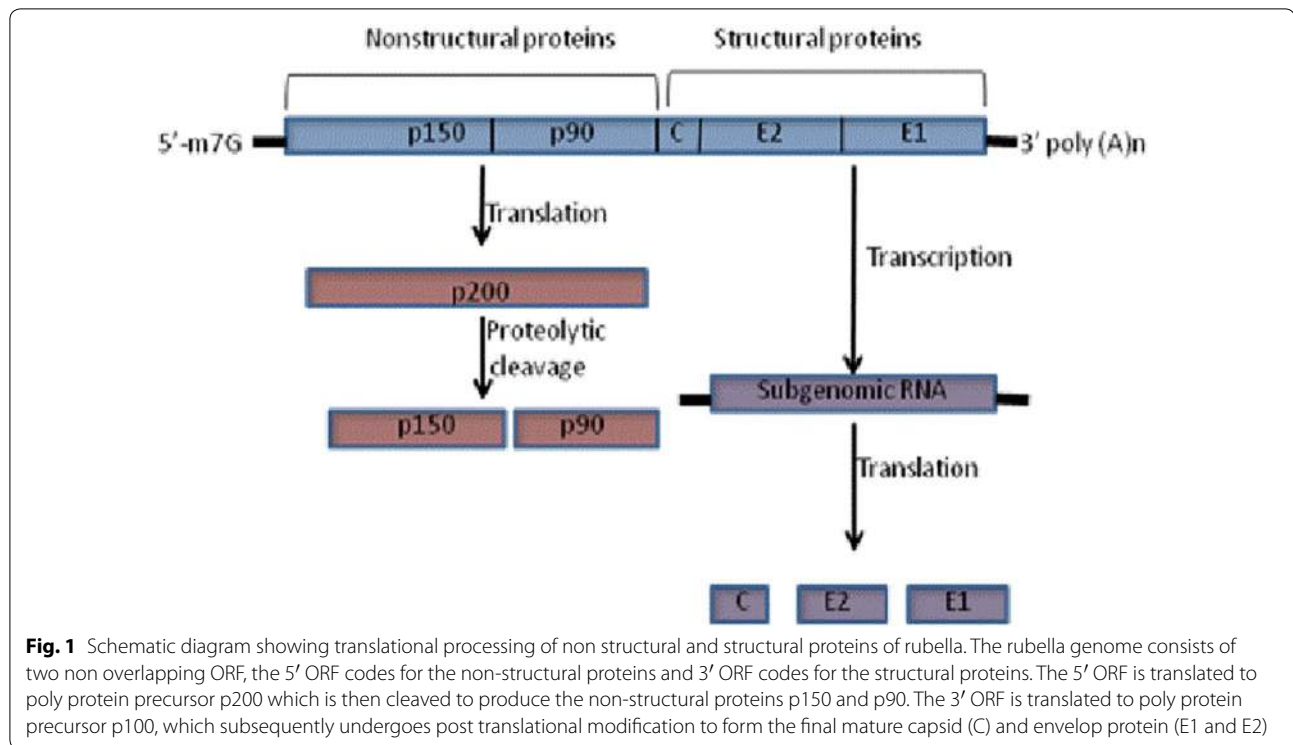 Nonstructural proteins
Structural proteins
5′-m7G
p150
p90
C
E2
E1
3′ poly (A)n
Translation
Transcription
p200
Proteolytic
cleavage
Subgenomic RNA
p150
p90
Translation
C
E2
E1
Fig. 1 Schematic diagram showing translational processing of non structural and structural proteins of rubella. The rubella genome consists of
two non overlapping ORF, the 5′ ORF codes for the non-structural proteins and 3′ ORF codes for the structural proteins. The 5′ ORF is translated to
poly protein precursor p200 which is then cleaved to produce the non-structural proteins p150 and p90. The 3′ ORF is translated to poly protein
precursor p100, which subsequently undergoes post translational modification to form the final mature capsid (C) and envelop protein (E1 and E2)